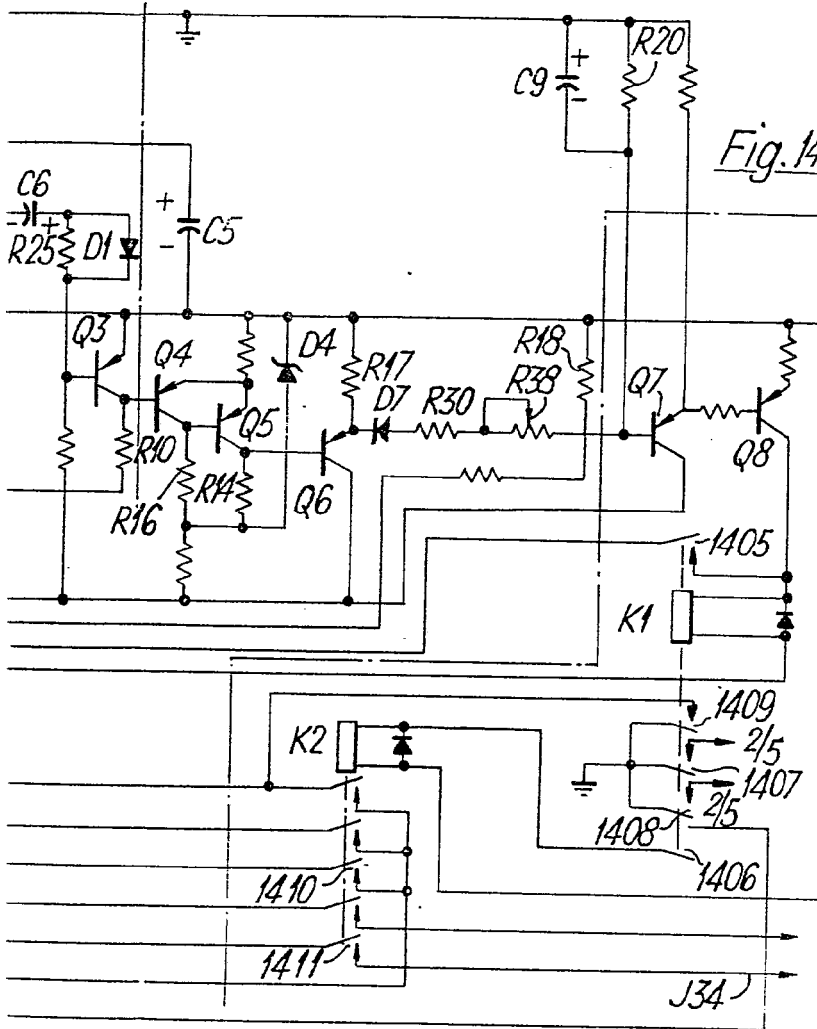 R20
+
C9
-
Fig. 14
C6
- +
+
C5
-
R25
D1
Q3
Q4
D4
R18
R17
R38
Q7
D7
R30
Q5
Q8
R10
R14
Q6
R16
1405
K1
1409
K2
2/5
1407
2/5
1408
1406
1410
1411
J34